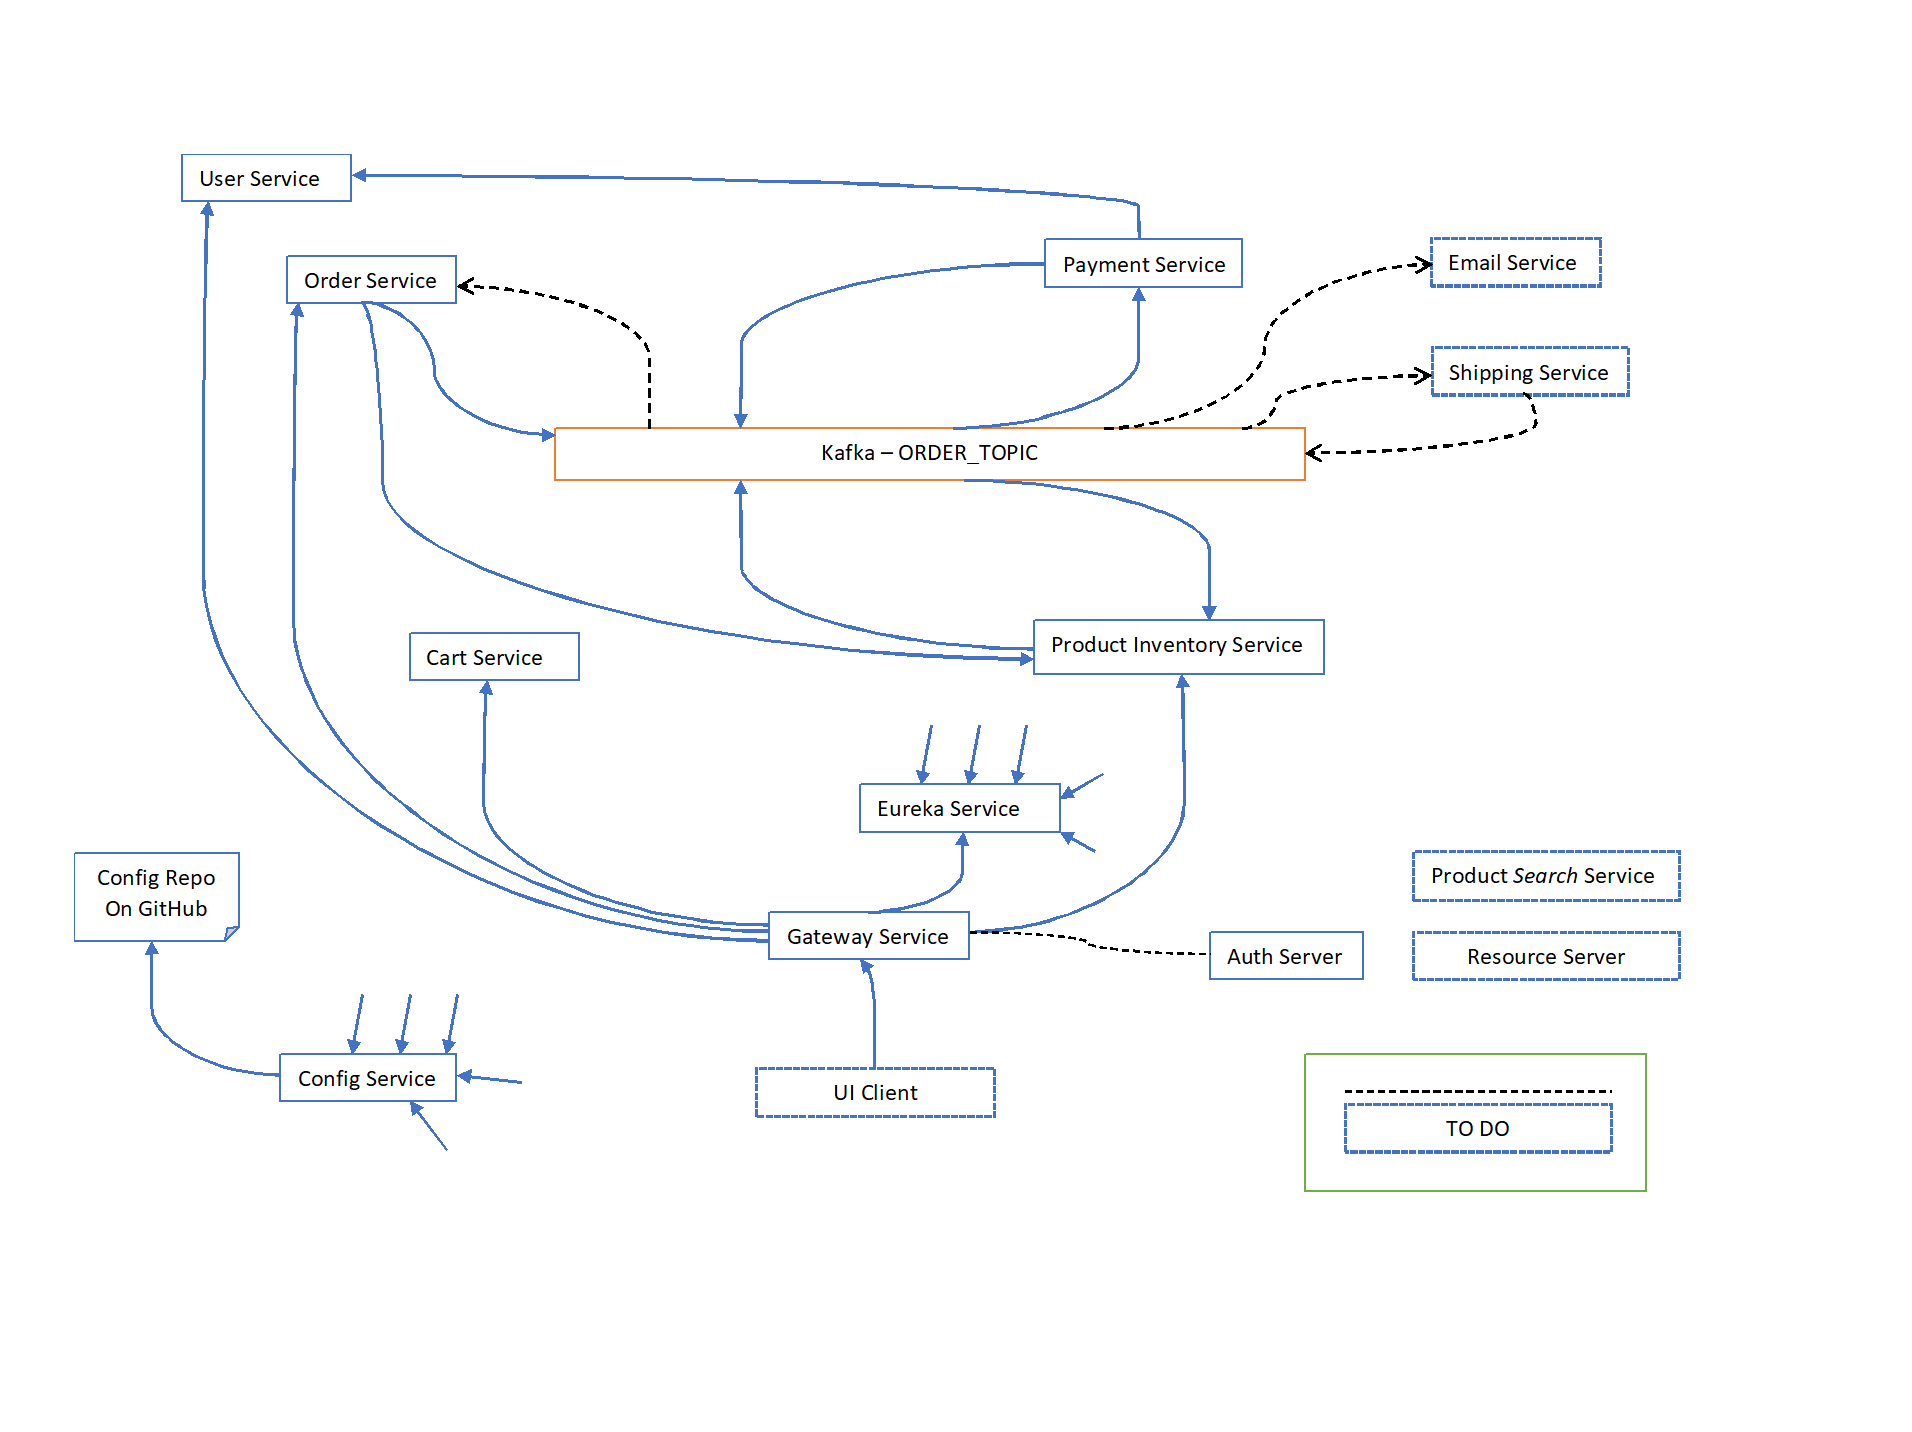 User Service
Order Service
Payment Service
Email Service
Shipping Service
Kafka – ORDER_TOPIC
Product Inventory Service
Cart Service
Eureka Service
Config Repo
On GitHub
Product Search Service
Gateway Service
Auth Server
Resource Server
Config Service
UI Client
TO DO